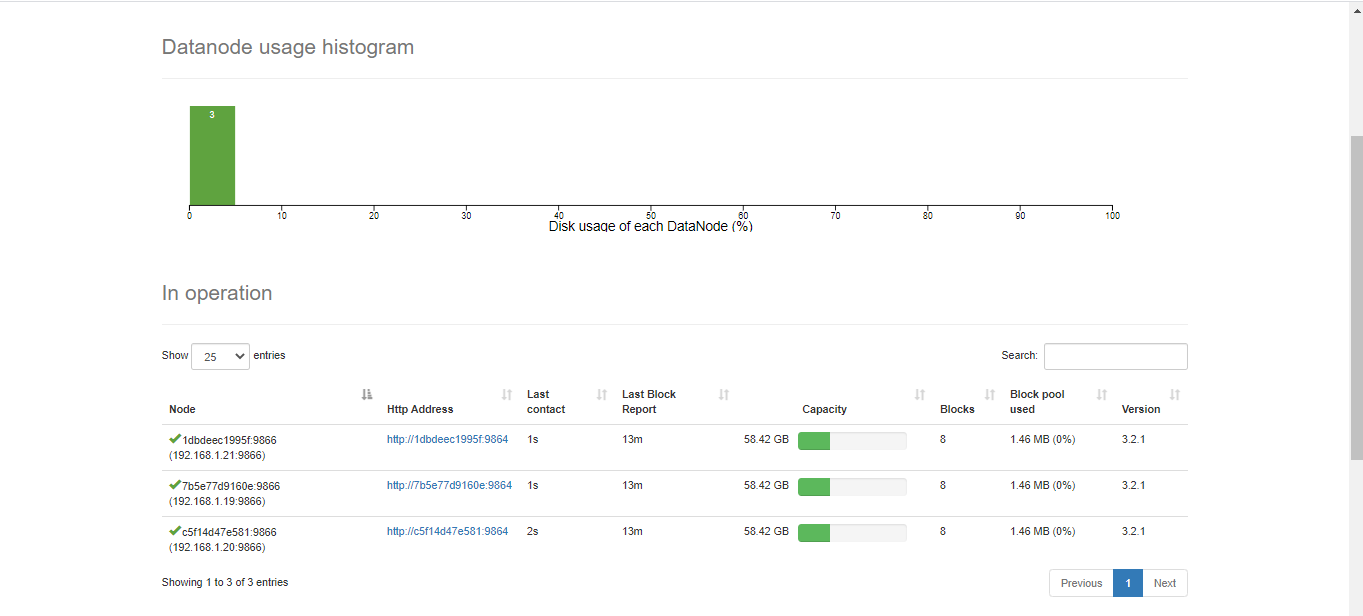 Datanode usage histogram
3
0 10 20 30 40 50 60 70 80 90 100
Disk usage of each DataNode (%)
In operation
Show 25 entries Search:
Node Http Address Last contact Last Block Report Capacity Blocks Block pool used Version
1dbdeec1995f:9866 http://1dbdeec1995f:9864 1s 13m 58.42 GB 8 1.46 MB (0%) 3.2.1
(192.168.1.21:9866)
7b5e77d9160e:9866 http://7b5e77d9160e:9864 1s 13m 58.42 GB 8 1.46 MB (0%) 3.2.1
(192.168.1.19:9866)
c5f14d47e581:9866 http://c5f14d47e581:9864 2s 13m 58.42 GB 8 1.46 MB (0%) 3.2.1
(192.168.1.20:9866)
Showing 1 to 3 of 3 entries Previous 1 Next